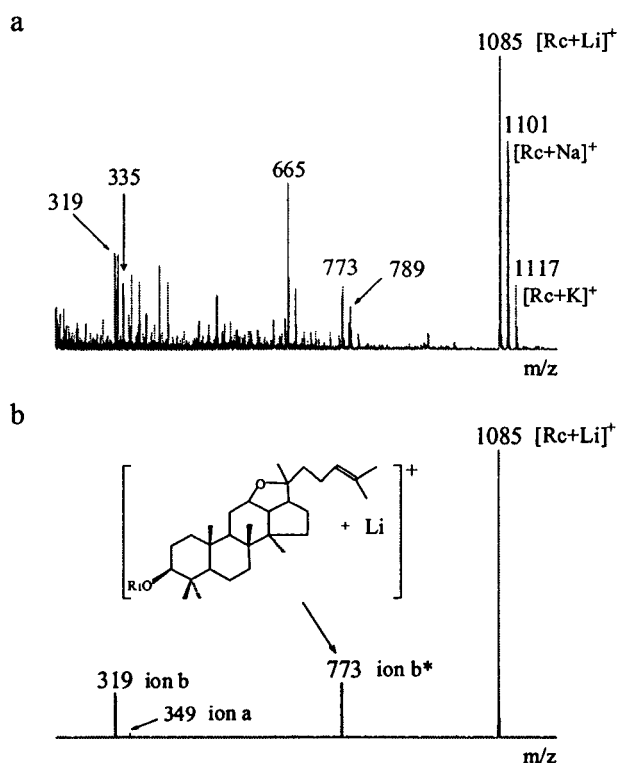 a
1085 [Rc+Li]+
1101
[Rc+Na]+
335
665
319
773
789
1117
[Rc+K]+
m/z
b
1085 [Rc+Li]+
+
O
+ Li
R1O
773 ion b*
319 ion b
349 ion a
m/z